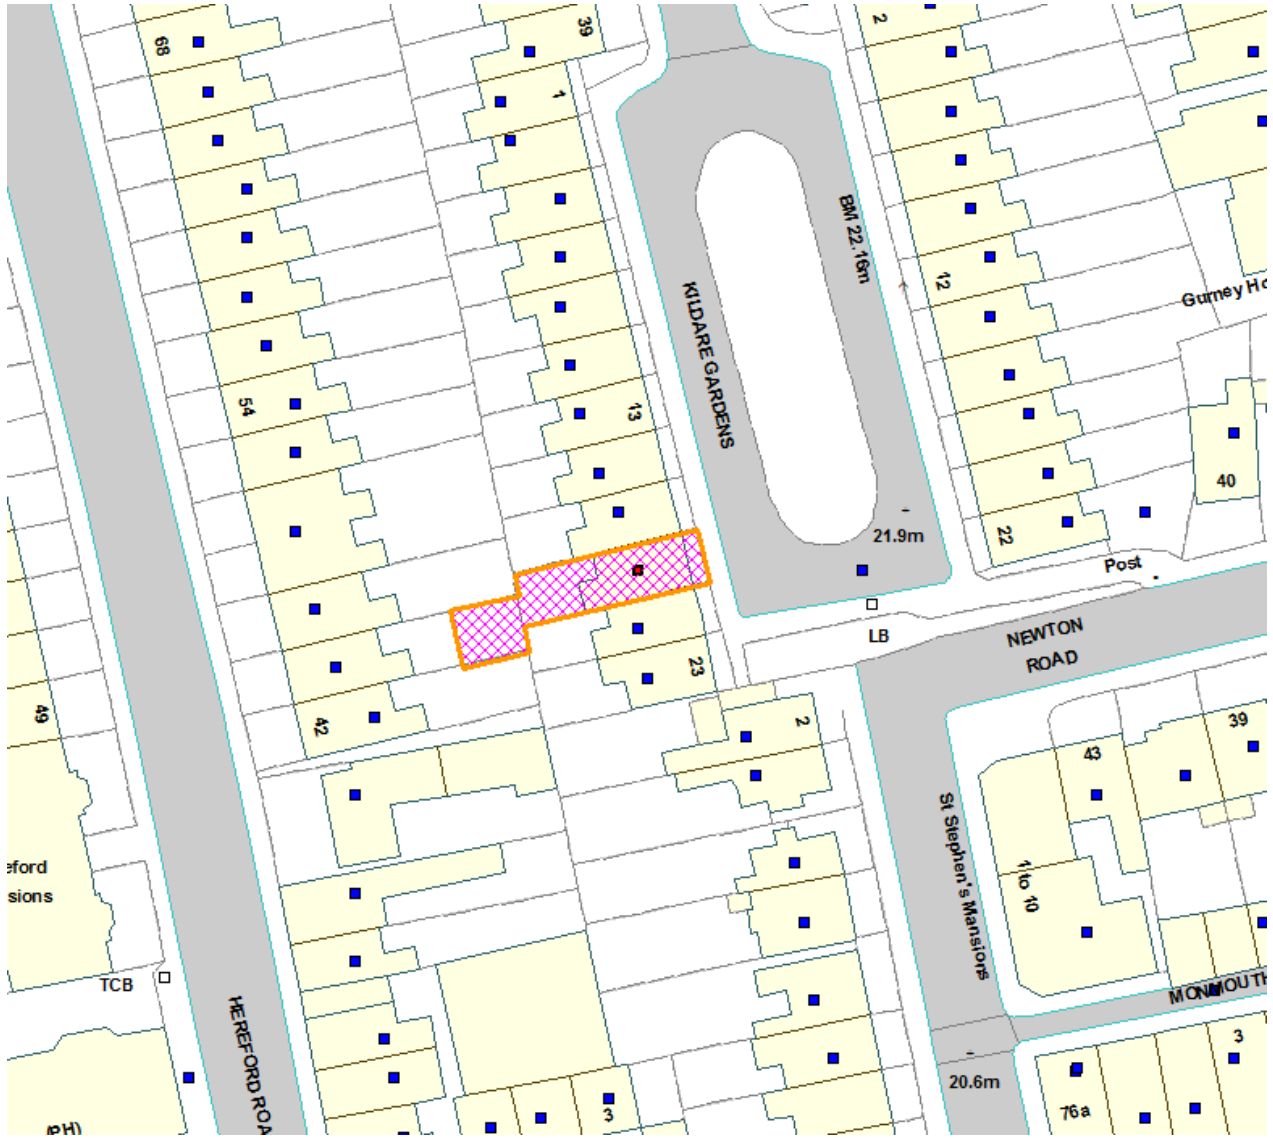 68
39
2
1
BM 22.16m
12
Gurney Ho
KILDARE GARDENS
54
13
40
22
21.9m
Post
LB
NEWTON
ROAD
23
49
42
2
39
43
St Stephen's Mansions
1 to 10
eford
sions
TCB
MONMOUTH
HEREFORD ROA
3
20.6m
76a
3
(PH)